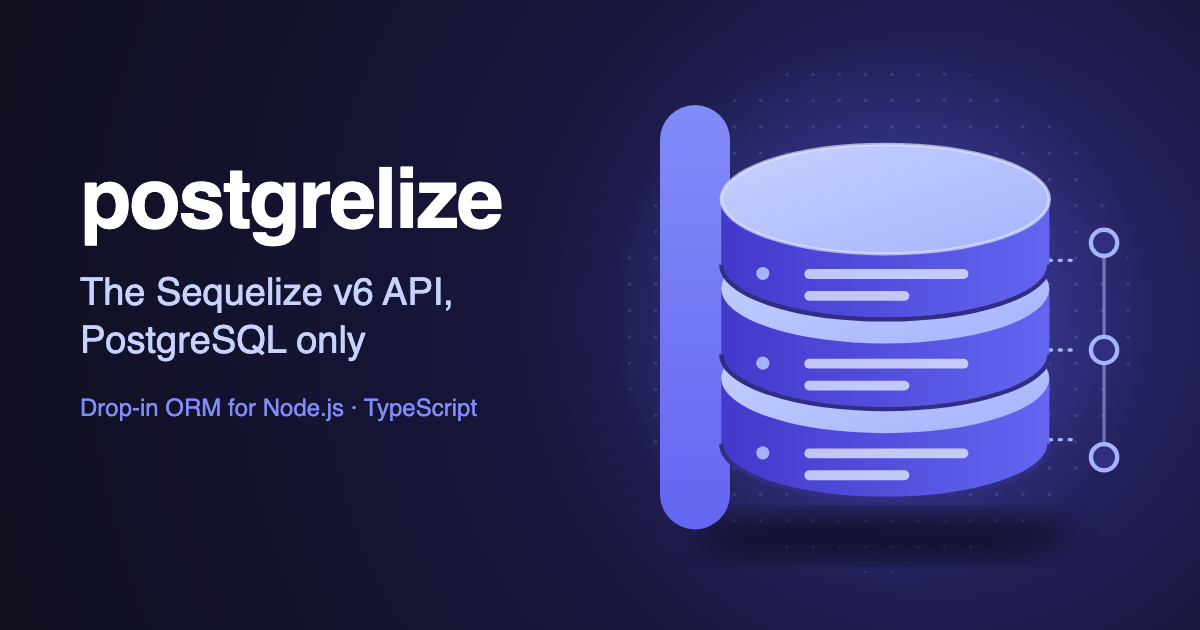 postgrelize
The Sequelize v6 API,
PostgreSQL only
Drop-in ORM for Node.js · TypeScript